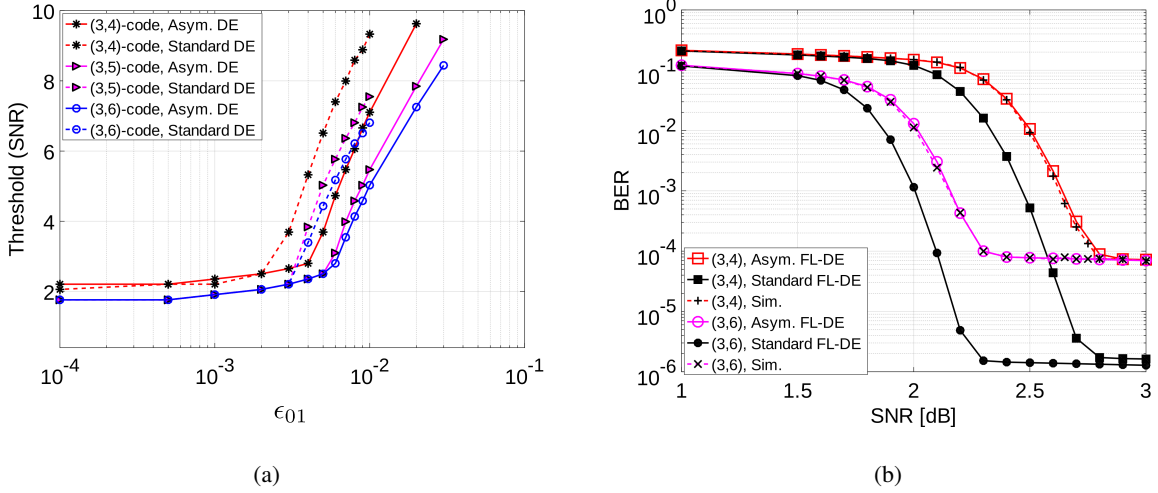 10
8
6
4
2
Threshold (SNR)
(3,4)-code, Asym. DE
(3,4)-code, Standard DE
(3,5)-code, Asym. DE
(3,5)-code, Standard DE
(3,6)-code, Asym. DE
(3,6)-code, Standard DE
10^-4
10^-3
10^-2
10^-1
ϵ01
(a)
10^0
10^-1
10^-2
10^-3
10^-4
10^-5
10^-6
BER
(3,4), Asym. FL-DE
(3,4), Standard FL-DE
(3,4), Sim.
(3,6), Asym. FL-DE
(3,6), Standard FL-DE
(3,6), Sim.
1
1.5
2
2.5
3
SNR [dB]
(b)